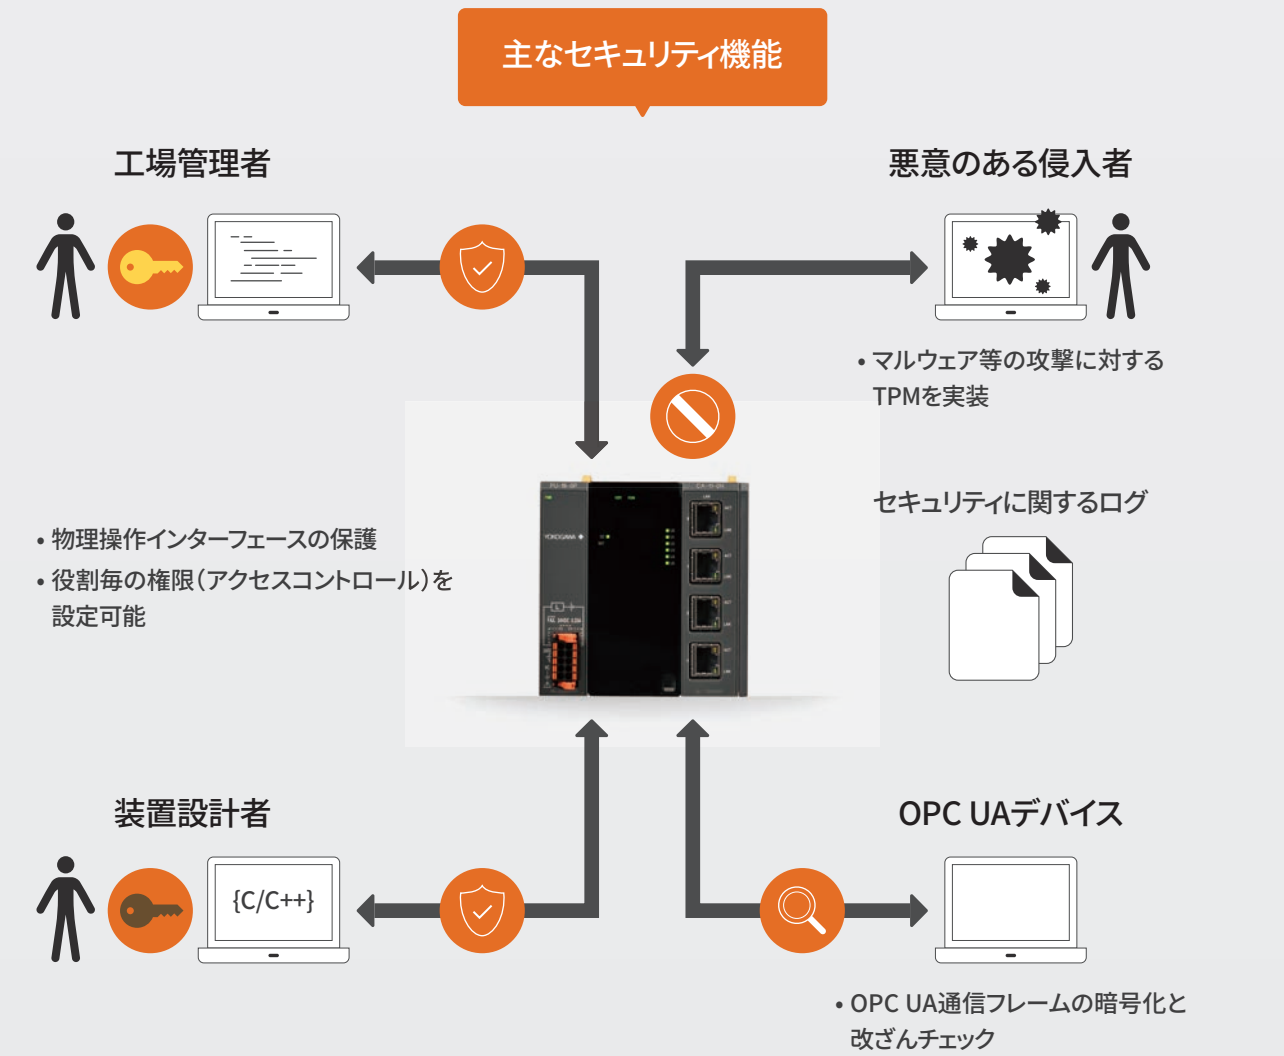 主なセキュリティ機能
工場管理者
悪意のある侵入者
• マルウェア等の攻撃に対する
TPMを実装
• 物理操作インターフェースの保護
• 役割毎の権限（アクセスコントロール）を
設定可能
YOKOGAWA
セキュリティに関するログ
装置設計者
{C/C++}
OPC UAデバイス
• OPC UA通信フレームの暗号化と
改ざんチェック